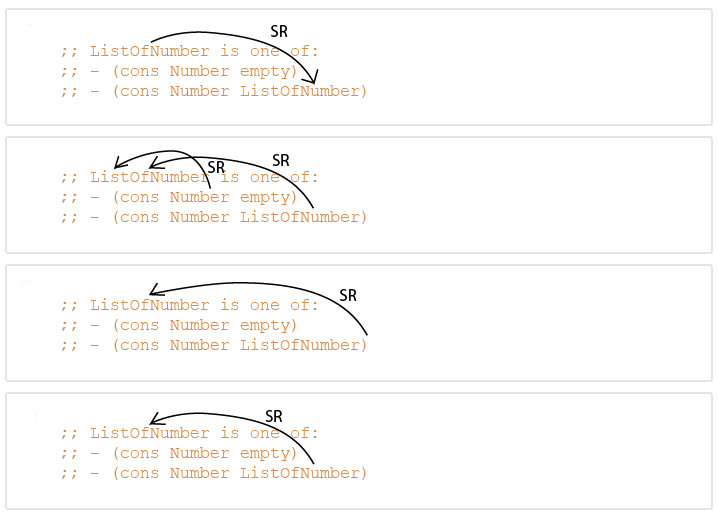 SR
;; ListOfNumber is one of:
;; - (cons Number empty)
;; - (cons Number ListOfNumber)
SR
SR
;; ListOfNumber is one of:
;; - (cons Number empty)
;; - (cons Number ListOfNumber)
SR
;; ListOfNumber is one of:
;; - (cons Number empty)
;; - (cons Number ListOfNumber)
SR
;; ListOfNumber is one of:
;; - (cons Number empty)
;; - (cons Number ListOfNumber)